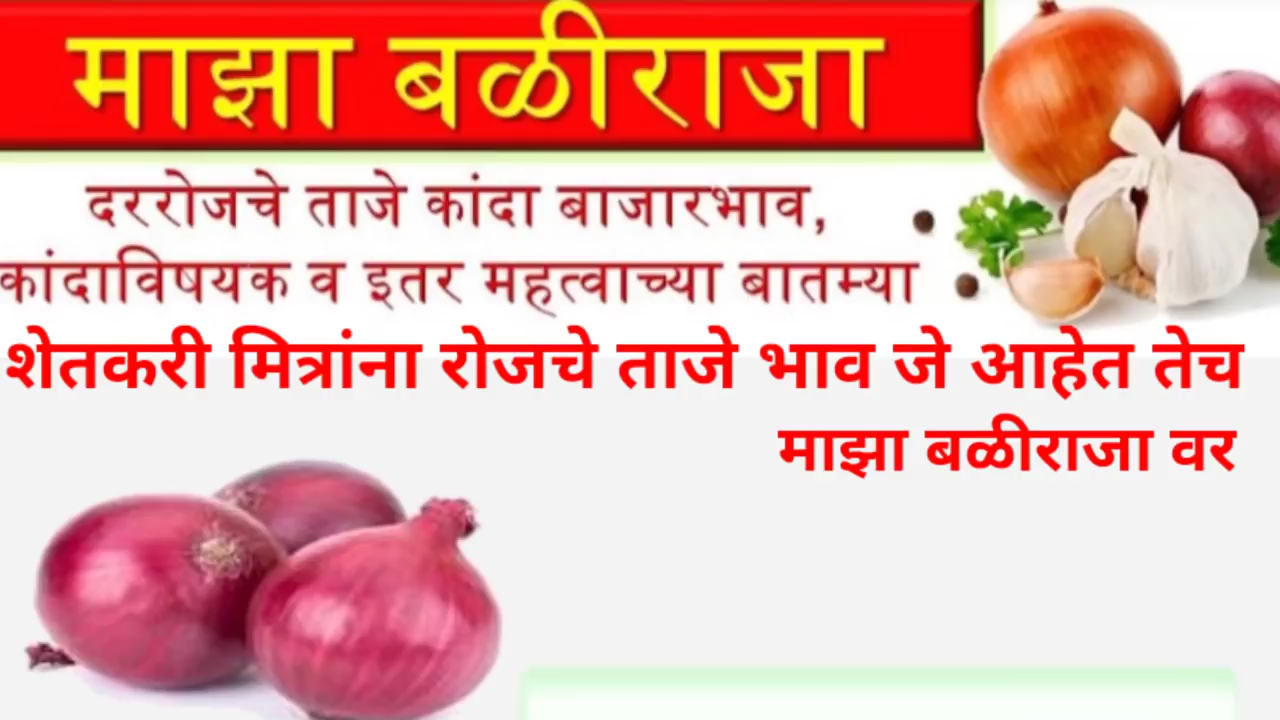 माझा बळीराजा
दररोजचे ताजे कांदा बाजारभाव,
कांदाविषयक व इतर महत्वाच्या बातम्या
शेतकरी मित्रांना रोजचे ताजे भाव जे आहेत तेच
माझा बळीराजा वर